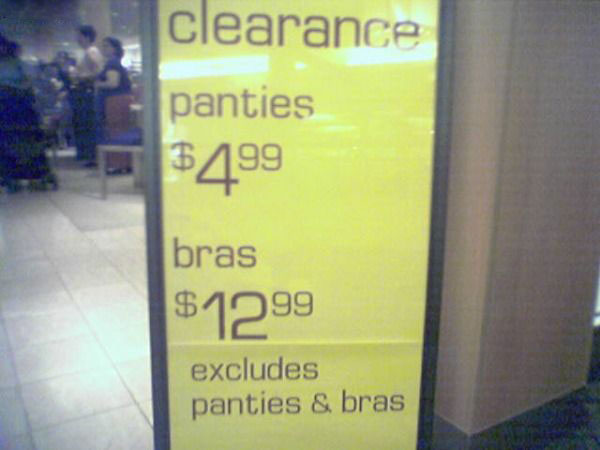 clearance
panties
$4.99
bras
$12.99
excludes
panties & bras